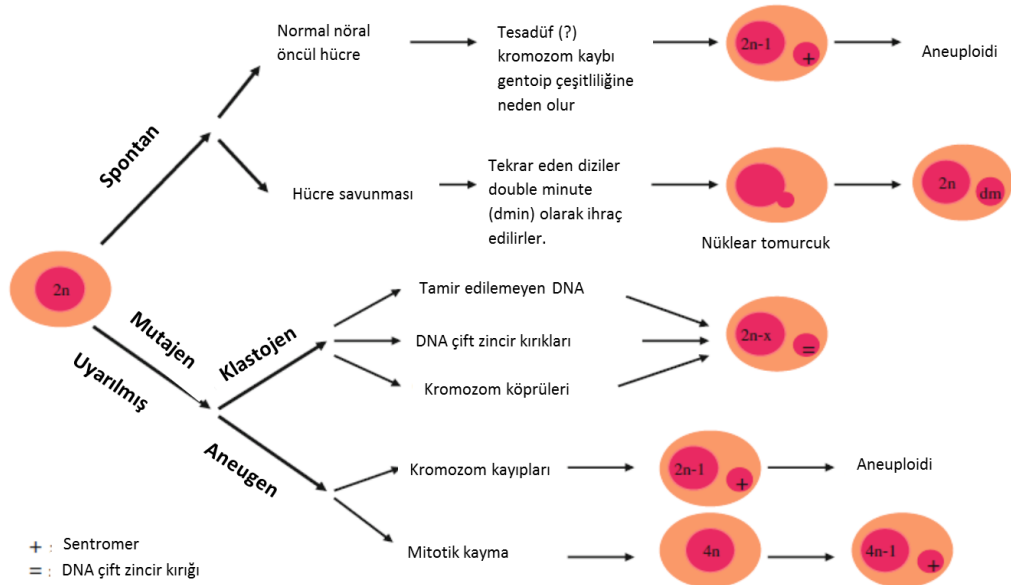 Normal nöral
öncül hücre
Tesadüf (?)
kromozom kaybı
gentoip çeşitliliğine
neden olur
2n-1
+
Aneuploidi
Spontan
Hücre savunması
Tekrar eden diziler
double minute
(dmin) olarak ihraç
edilirler.
Nüklear tomurcuk
2n
dm
2n
Mutajen
Uyarılmış
Klastojen
Tamir edilemeyen DNA
DNA çift zincir kırıkları
Kromozom köprüleri
2n-x
=
Aneugen
Kromozom kayıpları
2n-1
+
Aneuploidi
Mitotik kayma
4n
4n-1
+
+ : Sentromer
= : DNA çift zincir kırığı